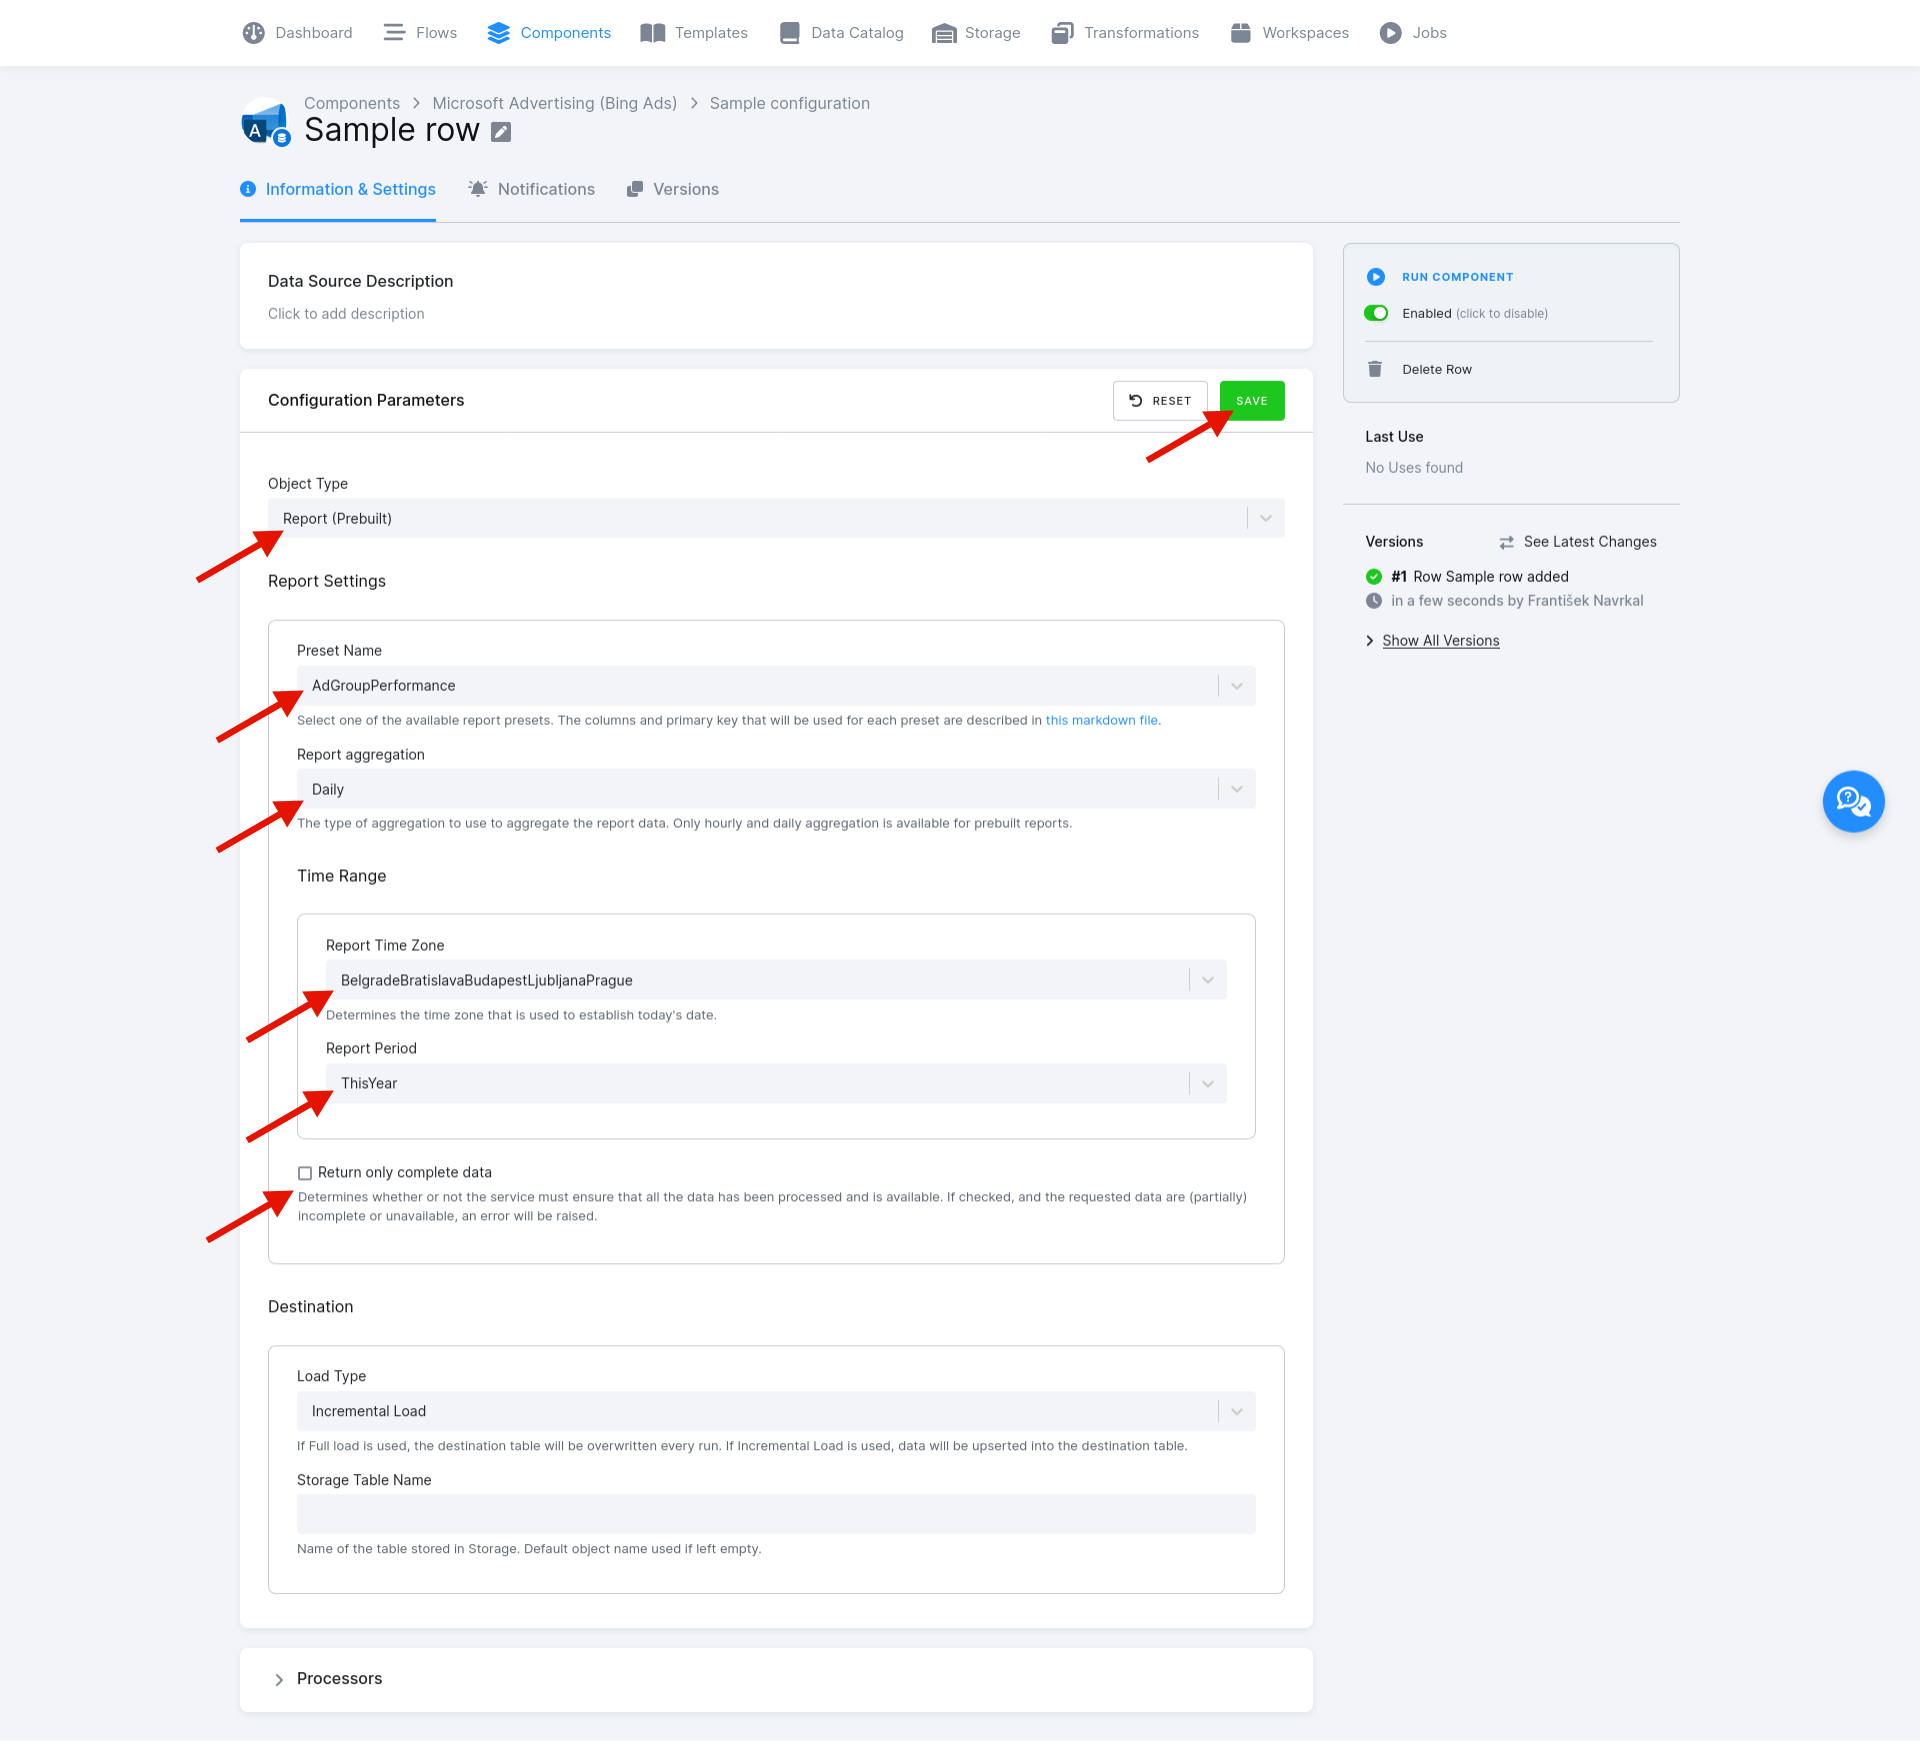 Dashboard Flows Components Templates Data Catalog Storage Transformations Workspaces Jobs
Components > Microsoft Advertising (Bing Ads) > Sample configuration
A
Sample row
Information & Settings Notifications Versions
Data Source Description
Click to add description
RUN COMPONENT
Enabled (click to disable)
Delete Row
Configuration Parameters RESET SAVE
Last Use
No Uses found
Object Type
Report (Prebuilt)
Versions See Latest Changes
#1 Row Sample row added
in a few seconds by František Navrkal
Show All Versions
Report Settings
Preset Name
AdGroupPerformance
Select one of the available report presets. The columns and primary key that will be used for each preset are described in this markdown file.
Report aggregation
Daily
The type of aggregation to use to aggregate the report data. Only hourly and daily aggregation is available for prebuilt reports.
Time Range
Report Time Zone
BelgradeBratislavaBudapestLjubljanaPrague
Determines the time zone that is used to establish today's date.
Report Period
ThisYear
Return only complete data
Determines whether or not the service must ensure that all the data has been processed and is available. If checked, and the requested data are (partially)
incomplete or unavailable, an error will be raised.
Destination
Load Type
Incremental Load
If Full load is used, the destination table will be overwritten every run. If Incremental Load is used, data will be upserted into the destination table.
Storage Table Name
Name of the table stored in Storage. Default object name used if left empty.
Processors